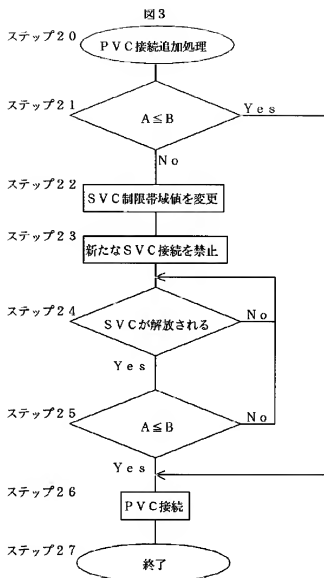 図3
ステップ20
PVC接続追加処理
ステップ21
A≦B
Yes
No
ステップ22
SVC制限帯域値を変更
ステップ23
新たなSVC接続を禁止
ステップ24
SVCが解放される
No
Yes
ステップ25
A≦B
No
Yes
ステップ26
PVC接続
ステップ27
終了